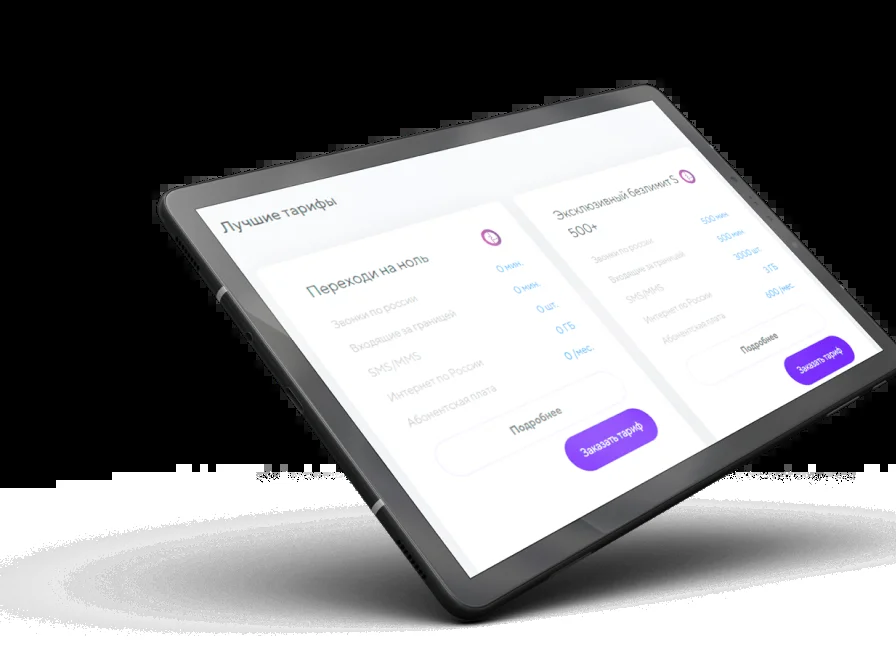 Лучшие тарифы
Переходи на ноль
Звонки по россии
0 мин.
Входящие за границей
0 мин.
SMS/MMS
0 шт.
Интернет по России
0 ГБ
Абонентская плата
0 /мес.
Подробнее
Заказать тариф
Эксклюзивный безлимит S
500+
Звонки по россии
500 мин.
Входящие за границей
500 мин.
SMS/MMS
3000 шт.
Интернет по России
3 ГБ
Абонентская плата
600 /мес.
Подробнее
Заказать тариф